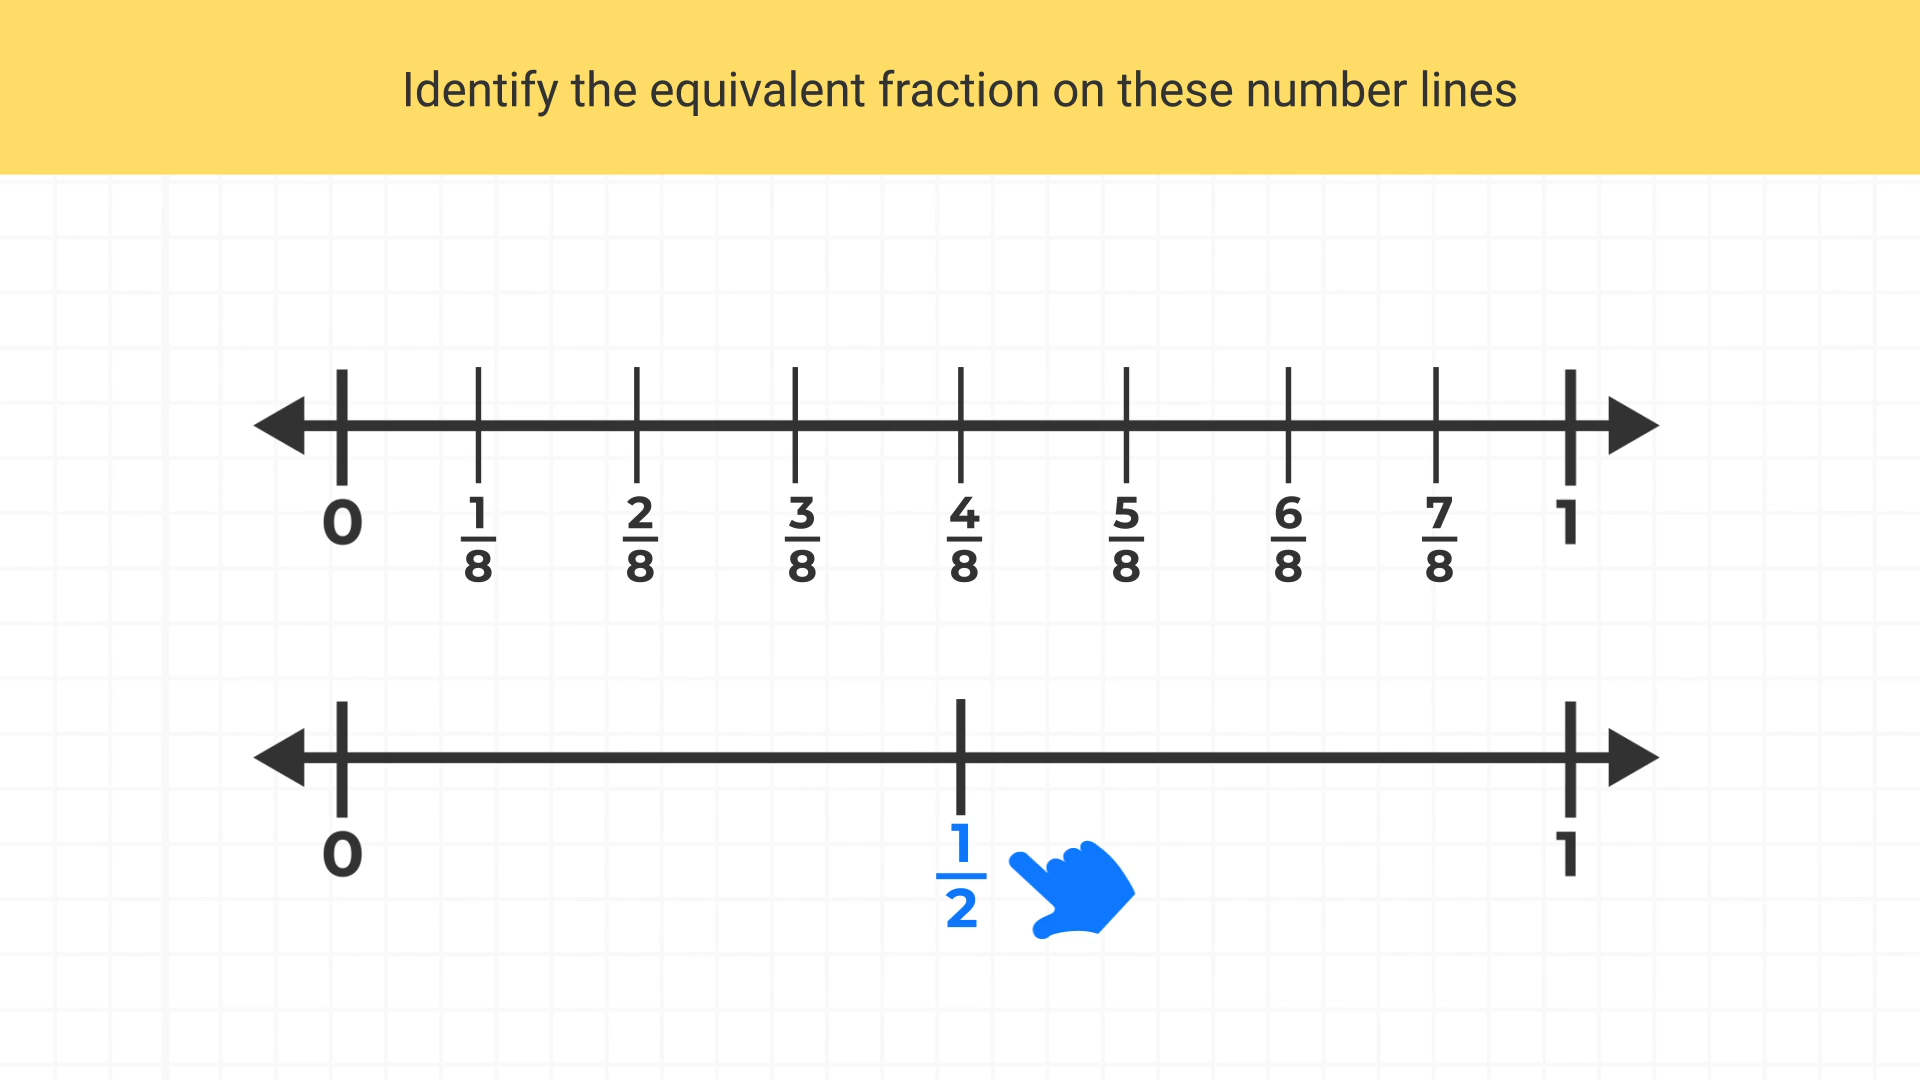 Identify the equivalent fraction on these number lines
0 1/8 2/8 3/8 4/8 5/8 6/8 7/8 1
0 1/2 1